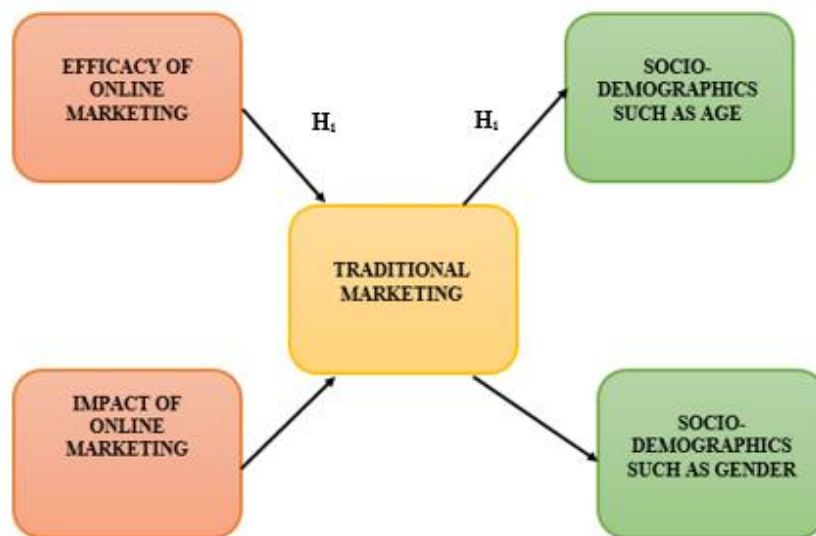 EFFICACY OF
ONLINE
MARKETING
H₁
H₁
SOCIO-
DEMOGRAPHICS
SUCH AS AGE
TRADITIONAL
MARKETING
IMPACT OF
ONLINE
MARKETING
SOCIO-
DEMOGRAPHICS
SUCH AS GENDER